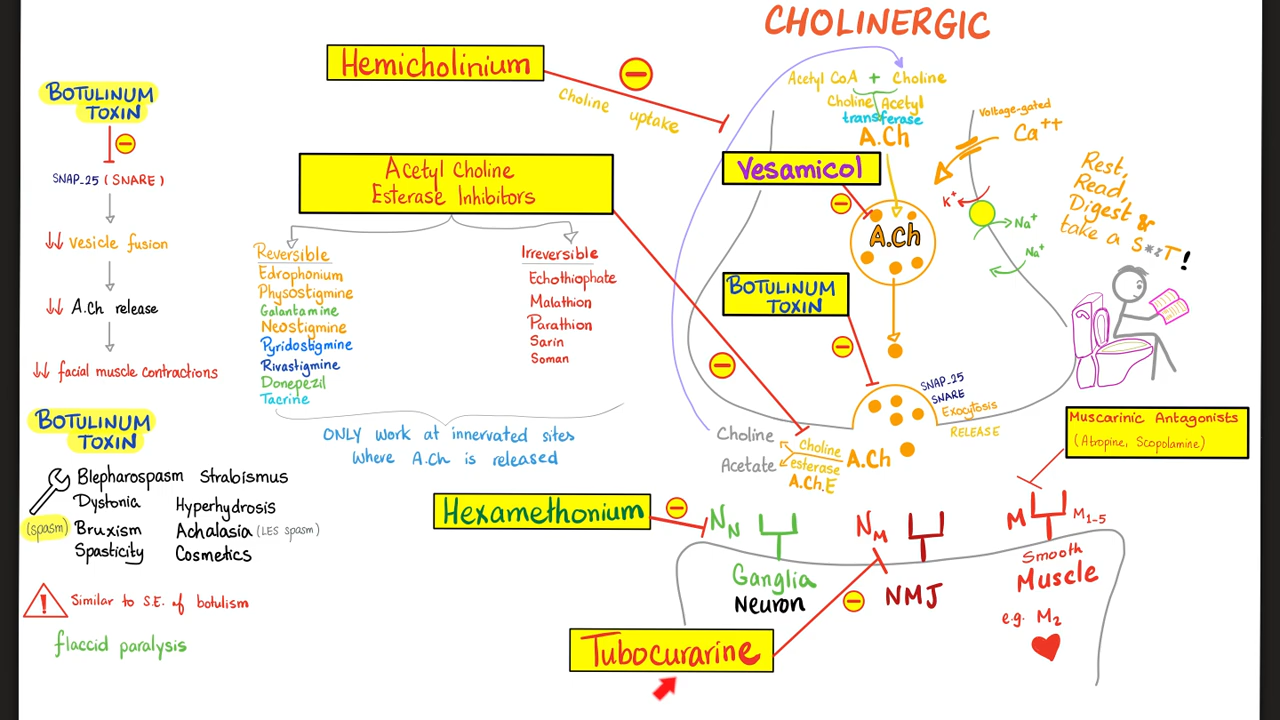 CHOLINERGIC
BOTULINUM
TOXIN
SNAP-25 (SNARE)
↓↓ vesicle fusion
↓↓ A.Ch release
↓↓ facial muscle contractions
BOTULINUM
TOXIN
Blepharospasm Strabismus
Dystonia Hyperhydrosis
(spasm) Bruxism Achalasia (LES spasm)
Spasticity Cosmetics
Similar to S.E. of botulism
flaccid paralysis
Hemicholinium
Choline uptake
Acetyl Choline
Esterase Inhibitors
Reversible
Edrophonium
Physostigmine
Galantamine
Neostigmine
Pyridostigmine
Rivastigmine
Donepezil
Tacrine
Irreversible
Echothiophate
Malathion
Parathion
Sarin
Soman
ONLY work at innervated sites
where A.Ch is released
Hexamethonium
Tubocurarine
Acetyl CoA + Choline
Choline Acetyl
transferase
A.Ch
Vesamicol
A.Ch
BOTULINUM
TOXIN
Voltage-gated
Ca++
K+
Na+
Na+
Rest,
Read,
Digest &
take a S**T!
SNAP-25
SNARE
Exocytosis
RELEASE
Choline
Acetate
Choline
esterase
A.Ch.E
A.Ch
Muscarinic Antagonists
(Atropine, Scopolamine)
NN
Ganglia
Neuron
NM
NMJ
M M1-5
Smooth
Muscle
e.g. M2